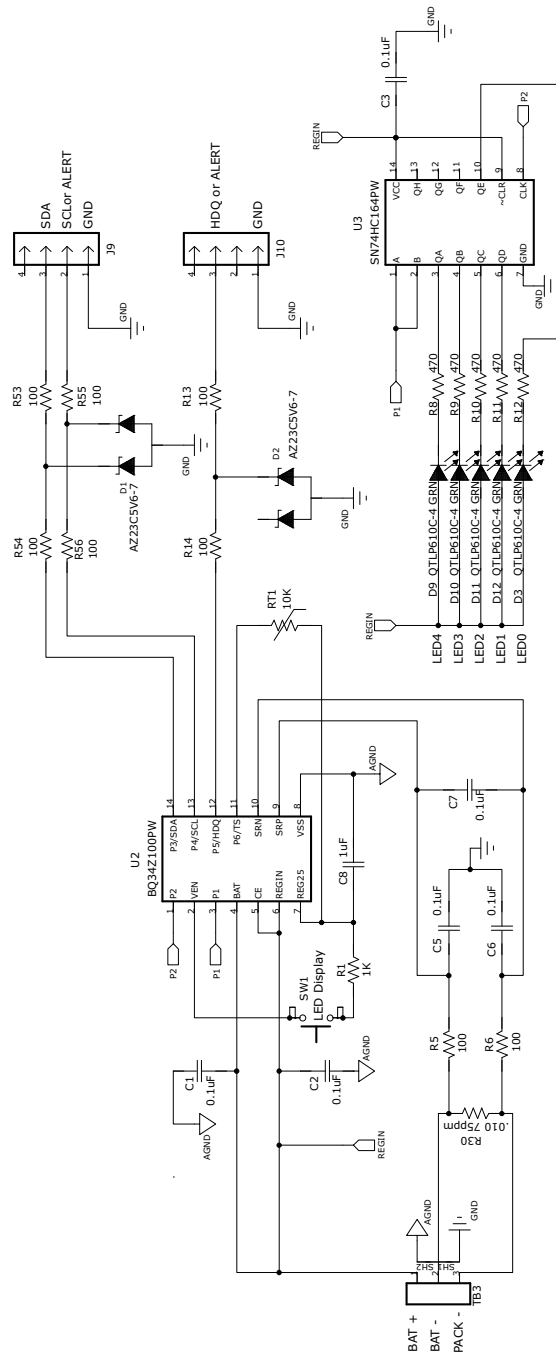 SDA
SCLor ALERT
GND
J9
4
3
2
1
R53
100
R55
100
GND
D1
AZ23C5V6-7
GND
R54
100
R56
100
HDQ or ALERT
GND
J10
4
3
2
1
R13
100
GND
D2
AZ23C5V6-7
GND
R14
100
RT1
10K
U2
BQ34Z100PW
P2
VEN
P1
BAT
CE
REGIN
REG25
P3/SDA
P4/SCL
P5/HDQ
P6/TS
SRN
SRP
VSS
1
2
3
4
5
6
7
14
13
12
11
10
9
8
P2
P1
C8
1uF
AGND
SW1
LED Display
R1
1K
C1
0.1uF
AGND
C2
0.1uF
AGND
REGIN
C7
0.1uF
C5
0.1uF
C6
0.1uF
R5
100
R6
100
R30
.010 75ppm
AGND
GND
SH2
SH1
1
2
3
TB3
BAT +
BAT -
PACK -
U3
SN74HC164PW
A
B
QA
QB
QC
QD
GND
VCC
QH
QG
QF
QE
~CLR
CLK
1
2
3
4
5
6
7
14
13
12
11
10
9
8
REGIN
C3
0.1uF
GND
P2
P1
GND
R8
470
R9
470
R10
470
R11
470
R12
470
D9 QTLP610C-4 GRN
D10 QTLP610C-4 GRN
D11 QTLP610C-4 GRN
D12 QTLP610C-4 GRN
D3 QTLP610C-4 GRN
REGIN
LED4
LED3
LED2
LED1
LED0